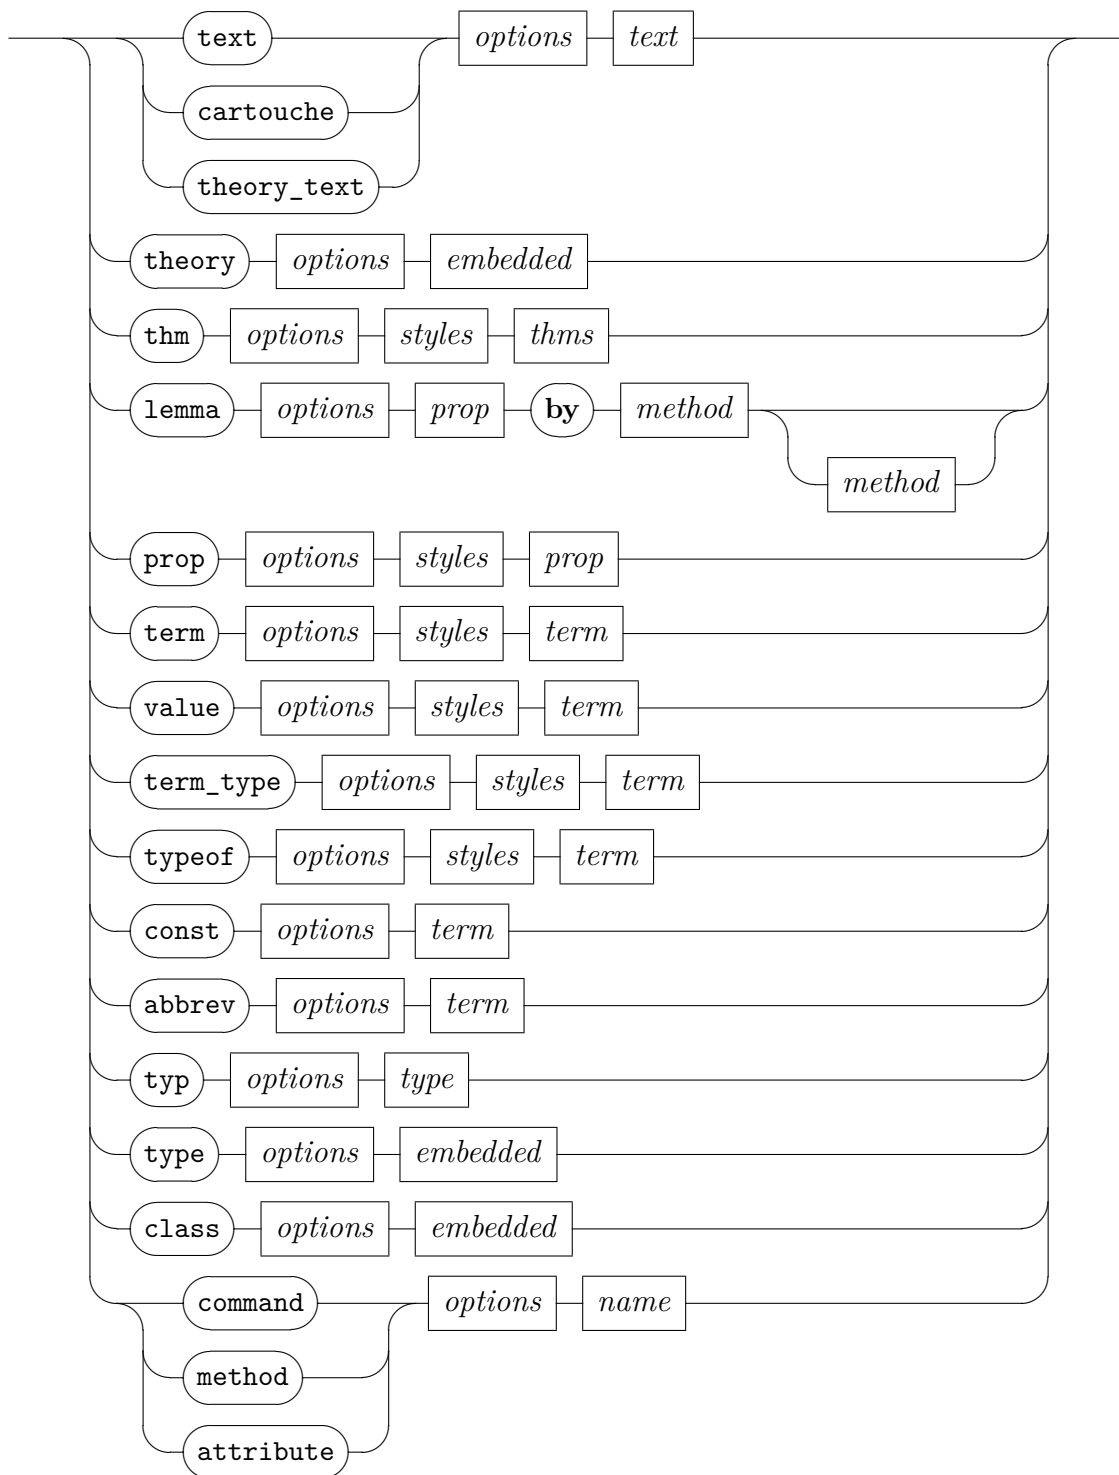 text options text
cartouche
theory_text
theory options embedded
thm options styles thms
lemma options prop by method
method
prop options styles prop
term options styles term
value options styles term
term_type options styles term
typeof options styles term
const options term
abbrev options term
typ options type
type options embedded
class options embedded
command options name
method
attribute